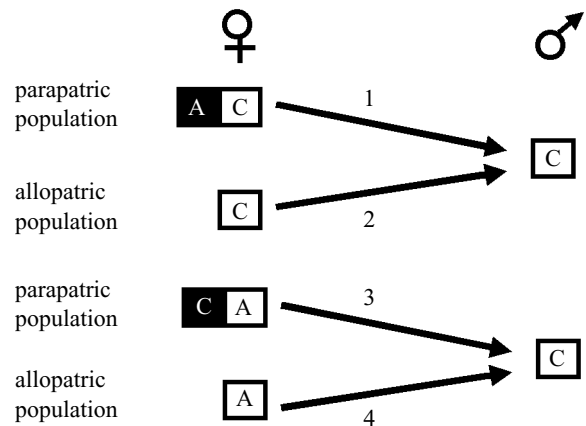 ♀ ♂
parapatric
population
A C
1
C
allopatric
population
C
2
parapatric
population
C A
3
C
allopatric
population
A
4